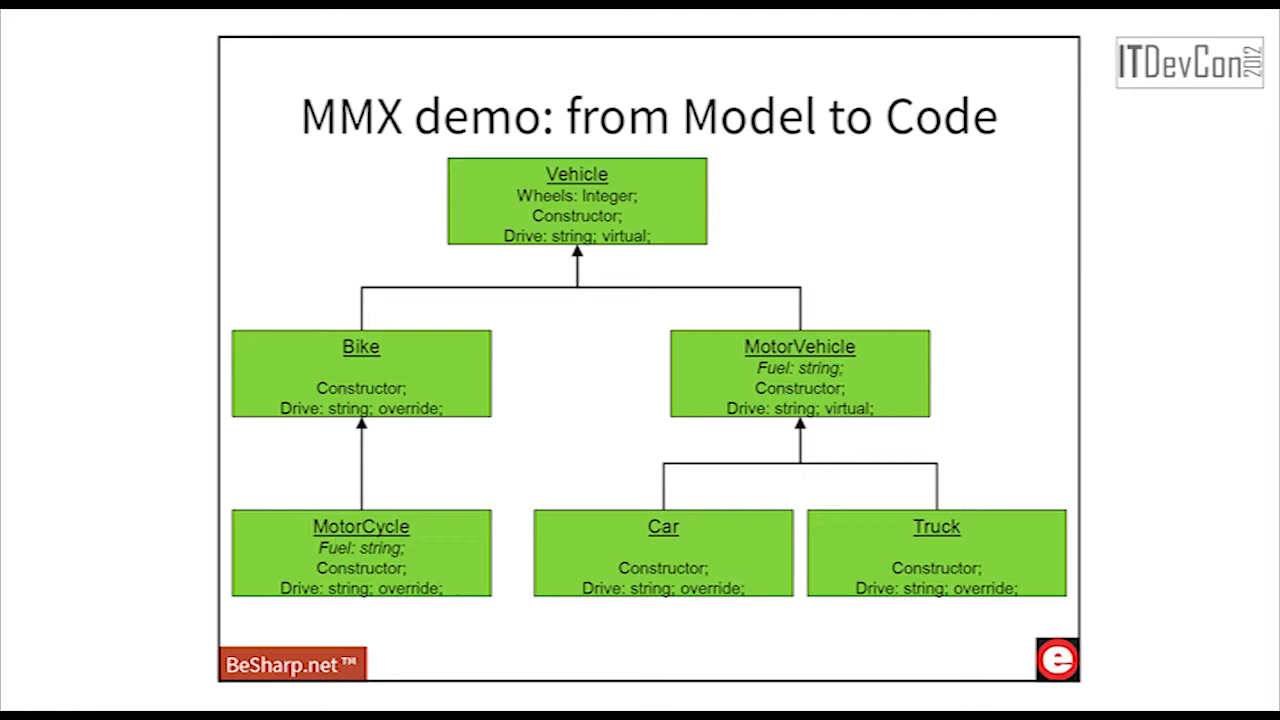 ITDevCon 2012
MMX demo: from Model to Code
Vehicle
Wheels: Integer;
Constructor;
Drive: string; virtual;
Bike
Constructor;
Drive: string; override;
MotorVehicle
Fuel: string;
Constructor;
Drive: string; virtual;
MotorCycle
Fuel: string;
Constructor;
Drive: string; override;
Car
Constructor;
Drive: string; override;
Truck
Constructor;
Drive: string; override;
BeSharp.net™
e